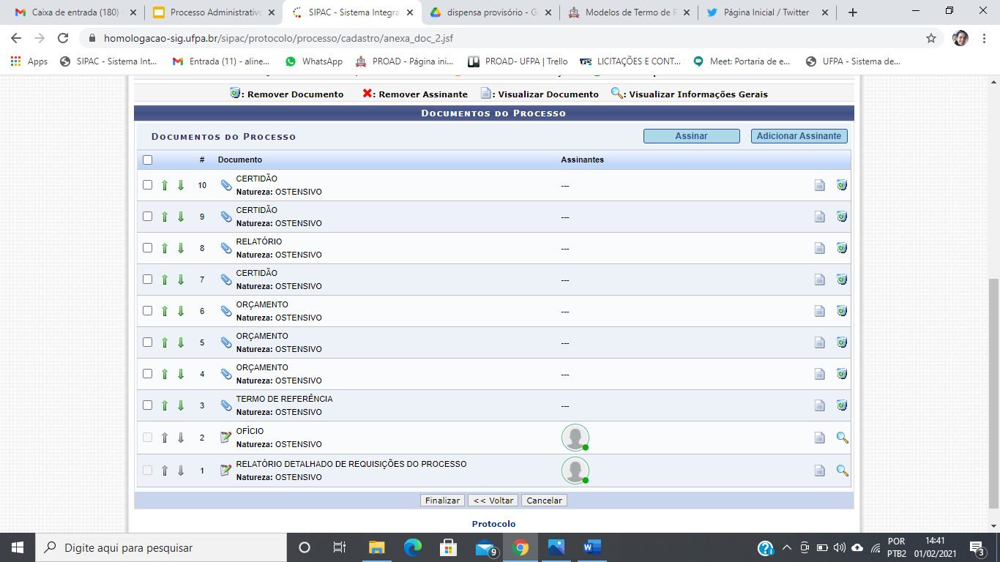 Caixa de entrada (180)
Processo Administrativo
SIPAC - Sistema Integra
dispensa provisório - Go
Modelos de Termo de R
Página Inicial / Twitter
homologacao-sig.ufpa.br/sipac/protocolo/processo/cadastro/anexa_doc_2.jsf
Apps
SIPAC - Sistema Int...
Entrada (11) - aline...
WhatsApp
PROAD - Página ini...
PROAD- UFPA | Trello
LICITAÇÕES E CONT...
Meet: Portaria de e...
UFPA - Sistema de...
: Remover Documento : Remover Assinante : Visualizar Documento : Visualizar Informações Gerais
Documentos do Processo
Documentos do Processo
Assinar
Adicionar Assinante
# Documento Assinantes
10 CERTIDÃO
Natureza: OSTENSIVO
---
9 CERTIDÃO
Natureza: OSTENSIVO
---
8 RELATÓRIO
Natureza: OSTENSIVO
---
7 CERTIDÃO
Natureza: OSTENSIVO
---
6 ORÇAMENTO
Natureza: OSTENSIVO
---
5 ORÇAMENTO
Natureza: OSTENSIVO
---
4 ORÇAMENTO
Natureza: OSTENSIVO
---
3 TERMO DE REFERÊNCIA
Natureza: OSTENSIVO
---
2 OFÍCIO
Natureza: OSTENSIVO
1 RELATÓRIO DETALHADO DE REQUISIÇÕES DO PROCESSO
Natureza: OSTENSIVO
Finalizar
<< Voltar
Cancelar
Protocolo
Digite aqui para pesquisar
9
POR
PTB2
14:41
01/02/2021
3